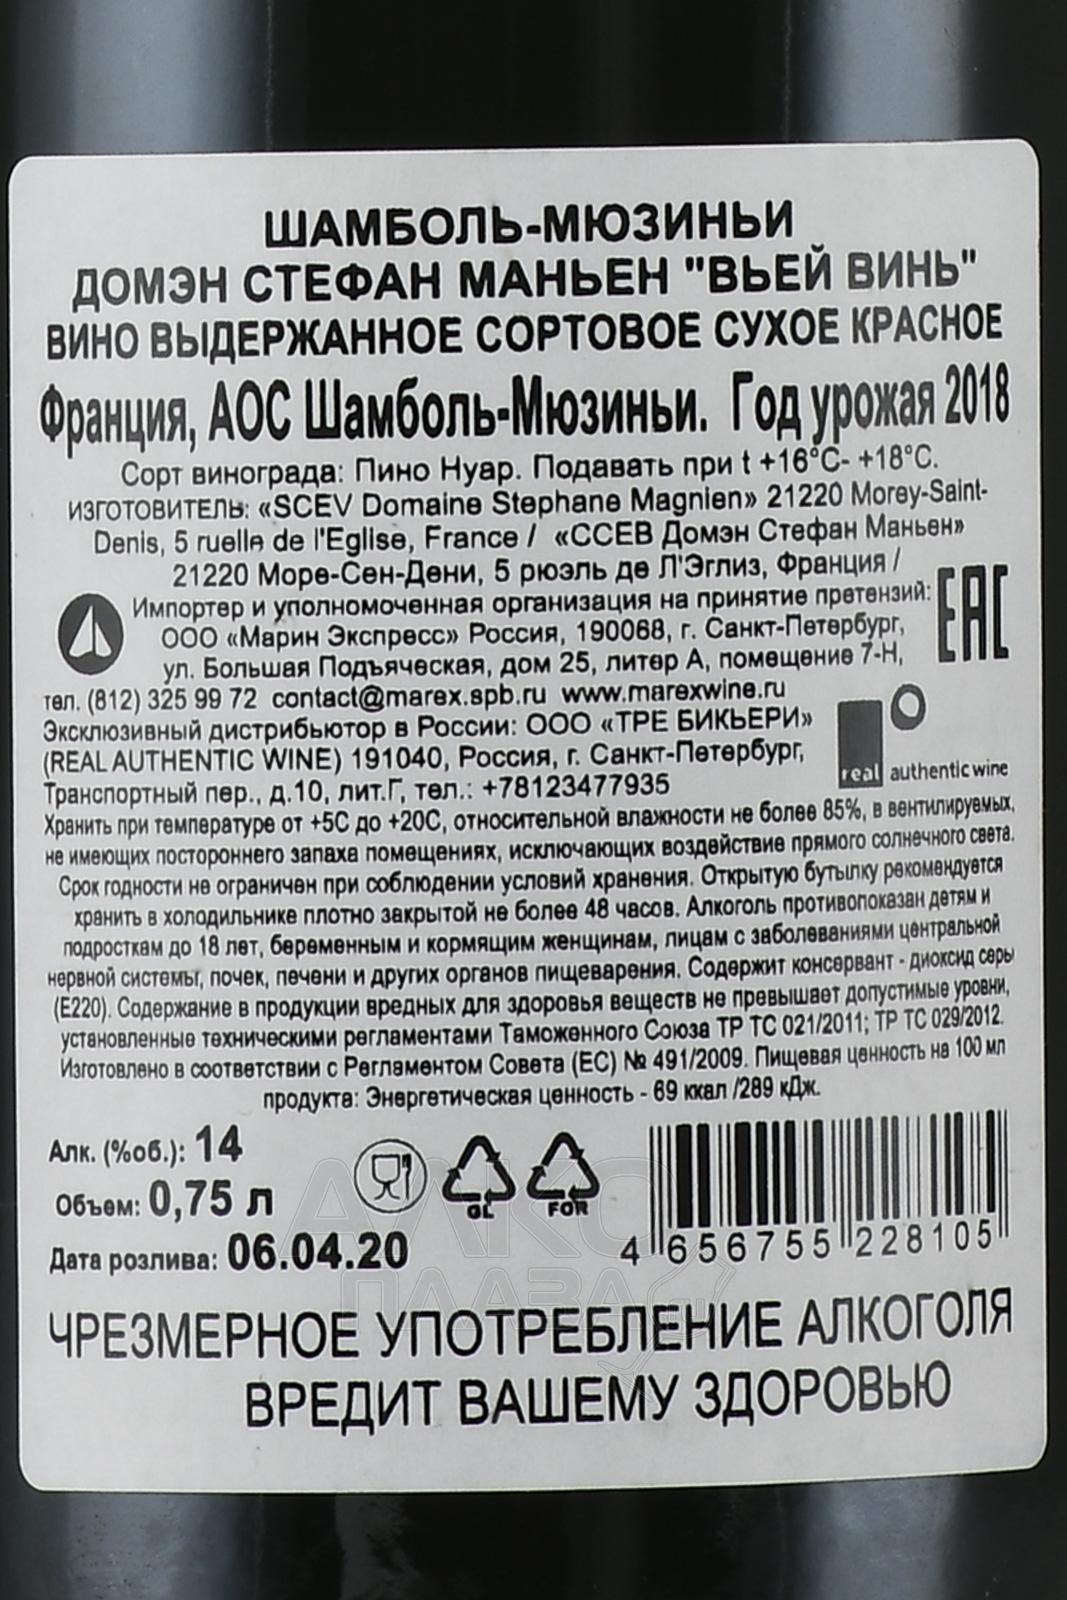 ШАМБОЛЬ-МЮЗИНЬИ
ДОМЭН СТЕФАН МАНЬЕН "ВЬЕЙ ВИНЬ"
ВИНО ВЫДЕРЖАННОЕ СОРТОВОЕ СУХОЕ КРАСНОЕ
Франция, АОС Шамболь-Мюзиньи. Год урожая 2018
Сорт винограда: Пино Нуар. Подавать при t +16°С- +18°С.
ИЗГОТОВИТЕЛЬ: «SCEV Domaine Stephane Magnien» 21220 Morey-Saint-
Denis, 5 ruelle de l'Eglise, France / «ССЕВ Домэн Стефан Маньен»
21220 Море-Сен-Дени, 5 рюэль де Л'Эглиз, Франция /
Импортер и уполномоченная организация на принятие претензий:
ООО «Марин Экспресс» Россия, 190068, г. Санкт-Петербург,
ул. Большая Подъяческая, дом 25, литер А, помещение 7-Н,
тел. (812) 325 99 72 contact@marex.spb.ru www.marexwine.ru
EAC
Эксклюзивный дистрибьютор в России: ООО «ТРЕ БИКЬЕРИ»
(REAL AUTHENTIC WINE) 191040, Россия, г. Санкт-Петербург,
Транспортный пер., д.10, лит.Г, тел.: +78123477935
real authentic wine
Хранить при температуре от +5С до +20С, относительной влажности не более 85%, в вентилируемых,
не имеющих постороннего запаха помещениях, исключающих воздействие прямого солнечного света.
Срок годности не ограничен при соблюдении условий хранения. Открытую бутылку рекомендуется
хранить в холодильнике плотно закрытой не более 48 часов. Алкоголь противопоказан детям и
подросткам до 18 лет, беременным и кормящим женщинам, лицам с заболеваниями центральной
нервной системы, почек, печени и других органов пищеварения. Содержит консервант - диоксид серы
(Е220). Содержание в продукции вредных для здоровья веществ не превышает допустимые уровни,
установленные техническими регламентами Таможенного Союза ТР ТС 021/2011; ТР ТС 029/2012.
Изготовлено в соответствии с Регламентом Совета (ЕС) № 491/2009. Пищевая ценность на 100 мл
продукта: Энергетическая ценность - 69 ккал /289 кДж.
Алк. (%об.): 14
Объем: 0,75 л
Дата розлива: 06.04.20
GL
FOR
4 656755 228105
АЛКО
ПЛАЗА.ru
ЧРЕЗМЕРНОЕ УПОТРЕБЛЕНИЕ АЛКОГОЛЯ
ВРЕДИТ ВАШЕМУ ЗДОРОВЬЮ